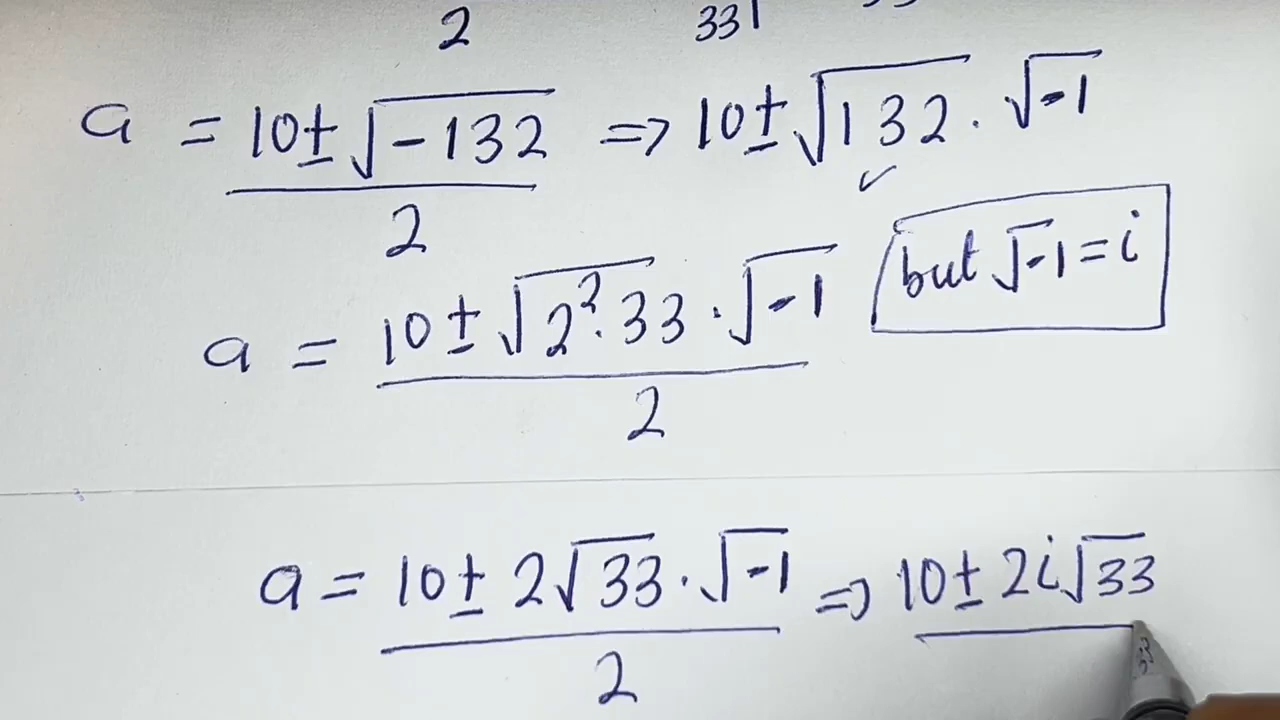 2 33
a = 10 ± √-132 / 2 => 10 ± √132 . √-1
but √-1 = i
a = 10 ± √2² . 33 . √-1 / 2
a = 10 ± 2√33 . √-1 / 2 => 10 ± 2i√33